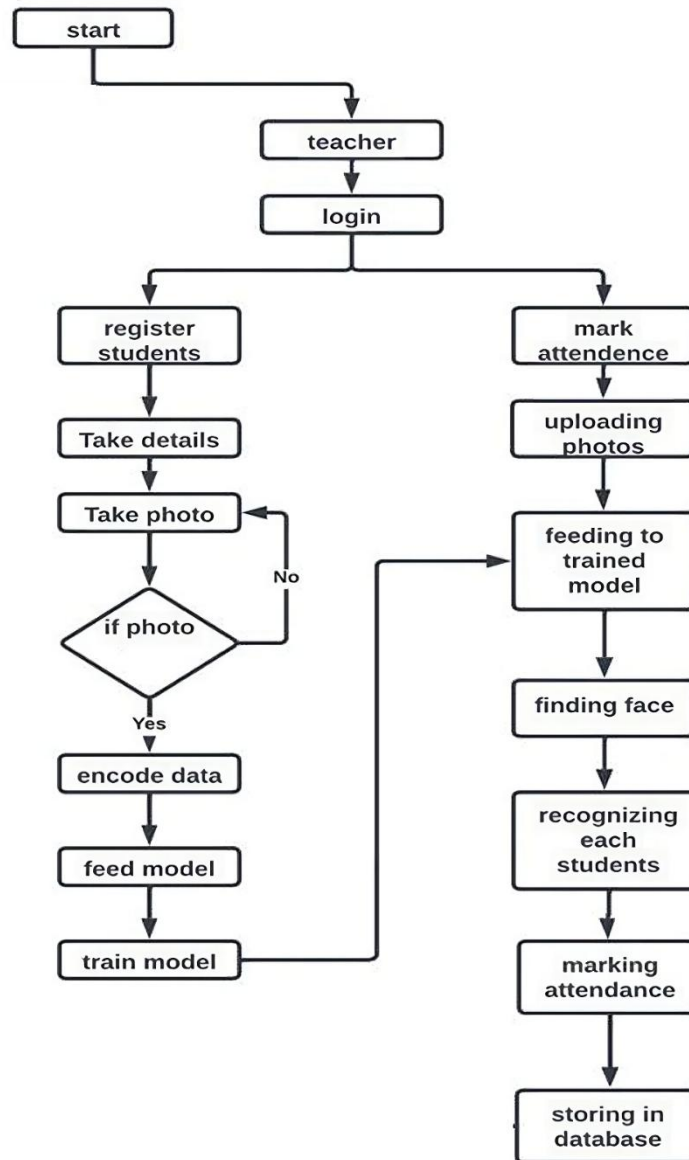 start
teacher
login
register
students
Take details
Take photo
No
if photo
Yes
encode data
feed model
train model
mark
attendence
uploading
photos
feeding to
trained
model
finding face
recognizing
each
students
marking
attendance
storing in
database